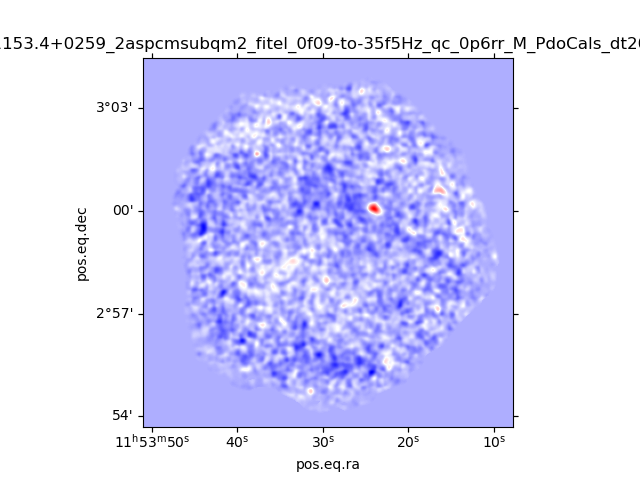 1153.4+0259_2aspcmsubqm2_fitel_0f09-to-35f5Hz_qc_0p6rr_M_PdoCals_dt20
3°03'
00'
2°57'
54'
pos.eq.dec
11ʰ53ᵐ50ˢ 40ˢ 30ˢ 20ˢ 10ˢ
pos.eq.ra